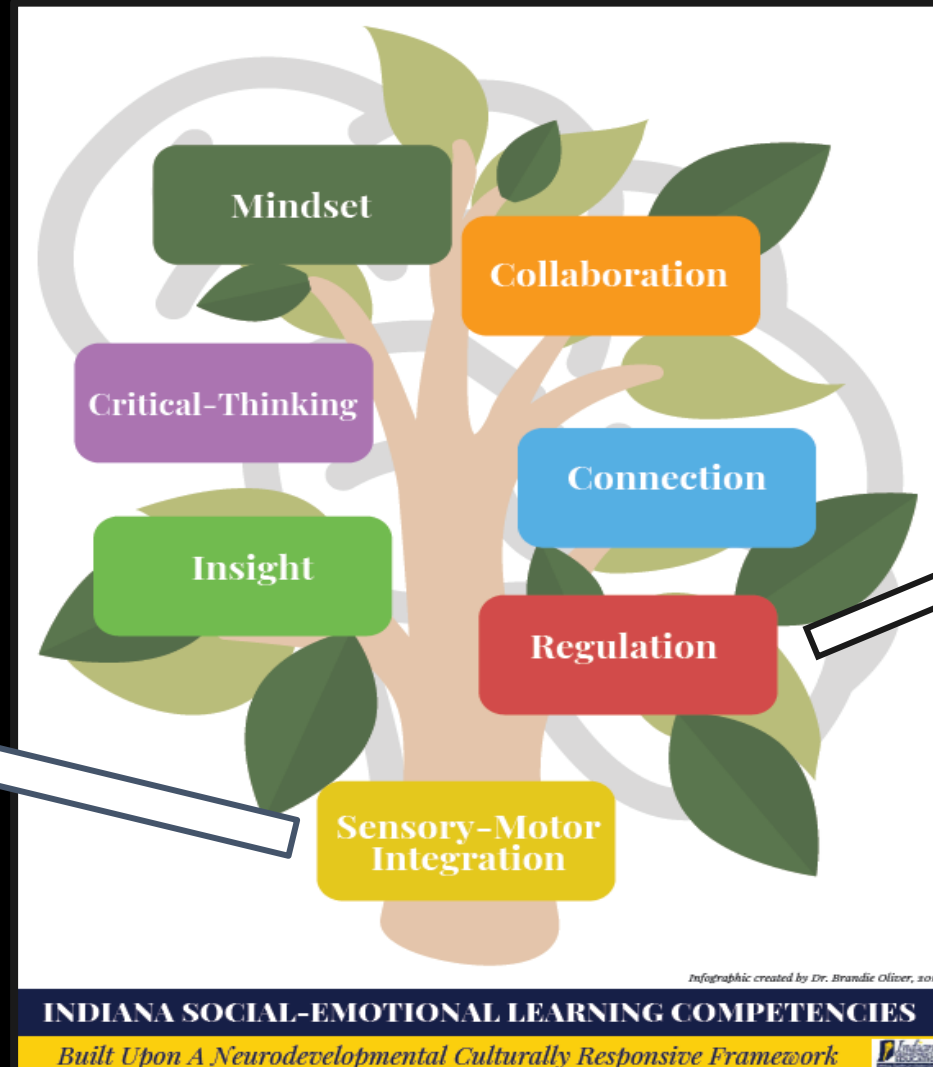 Mindset
Collaboration
Critical-Thinking
Connection
Insight
Regulation
Sensory-Motor
Integration
Infographic created by Dr. Brandie Oliver,
INDIANA SOCIAL-EMOTIONAL LEARNING COMPETENCIES
Built Upon A Neurodevelopmental Culturally Responsive Framework